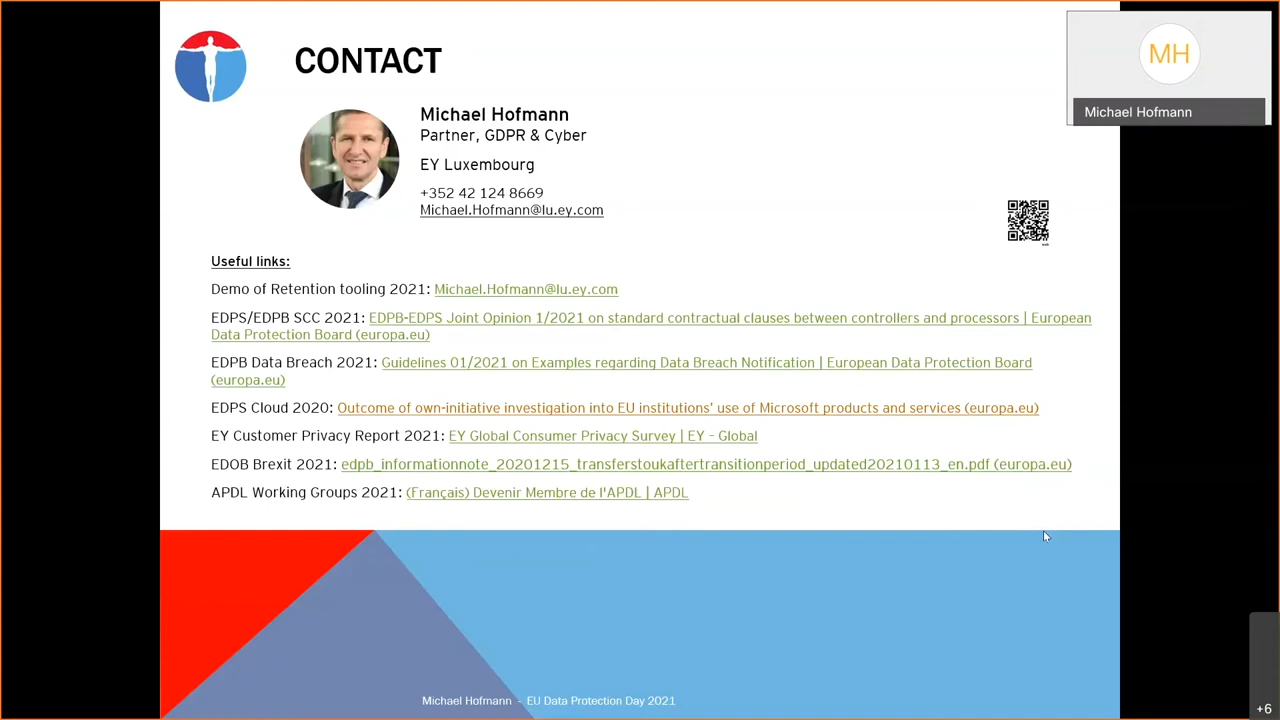 CONTACT
MH
Michael Hofmann
Michael Hofmann
Partner, GDPR & Cyber
EY Luxembourg
+352 42 124 8669
Michael.Hofmann@lu.ey.com
Useful links:
Demo of Retention tooling 2021: Michael.Hofmann@lu.ey.com
EDPS/EDPB SCC 2021: EDPB-EDPS Joint Opinion 1/2021 on standard contractual clauses between controllers and processors | European
Data Protection Board (europa.eu)
EDPB Data Breach 2021: Guidelines 01/2021 on Examples regarding Data Breach Notification | European Data Protection Board
(europa.eu)
EDPS Cloud 2020: Outcome of own-initiative investigation into EU institutions’ use of Microsoft products and services (europa.eu)
EY Customer Privacy Report 2021: EY Global Consumer Privacy Survey | EY - Global
EDOB Brexit 2021: edpb_informationnote_20201215_transferstoukaftertransitionperiod_updated20210113_en.pdf (europa.eu)
APDL Working Groups 2021: (Français) Devenir Membre de l'APDL | APDL
Michael Hofmann - EU Data Protection Day 2021
+6